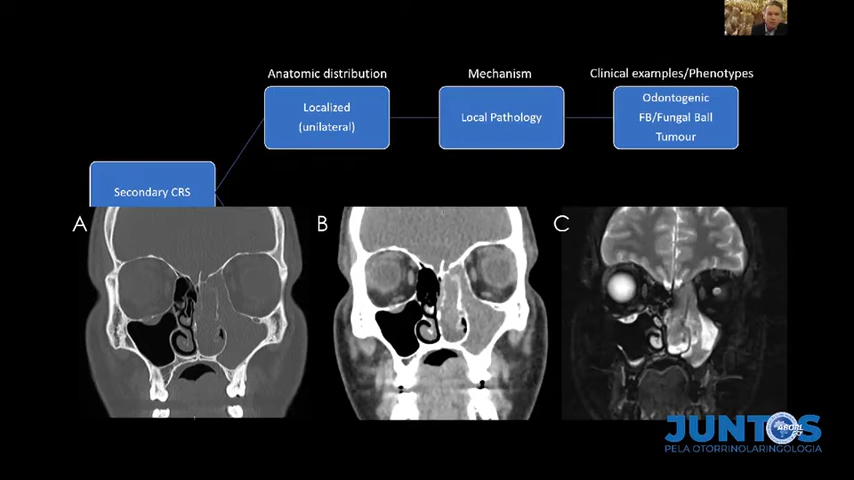 Anatomic distribution
Mechanism
Clinical examples/Phenotypes
Localized
(unilateral)
Local Pathology
Odontogenic
FB/Fungal Ball
Tumour
Secondary CRS
A
B
C
JUNTOS
PELA OTORRINOLARINGOLOGIA